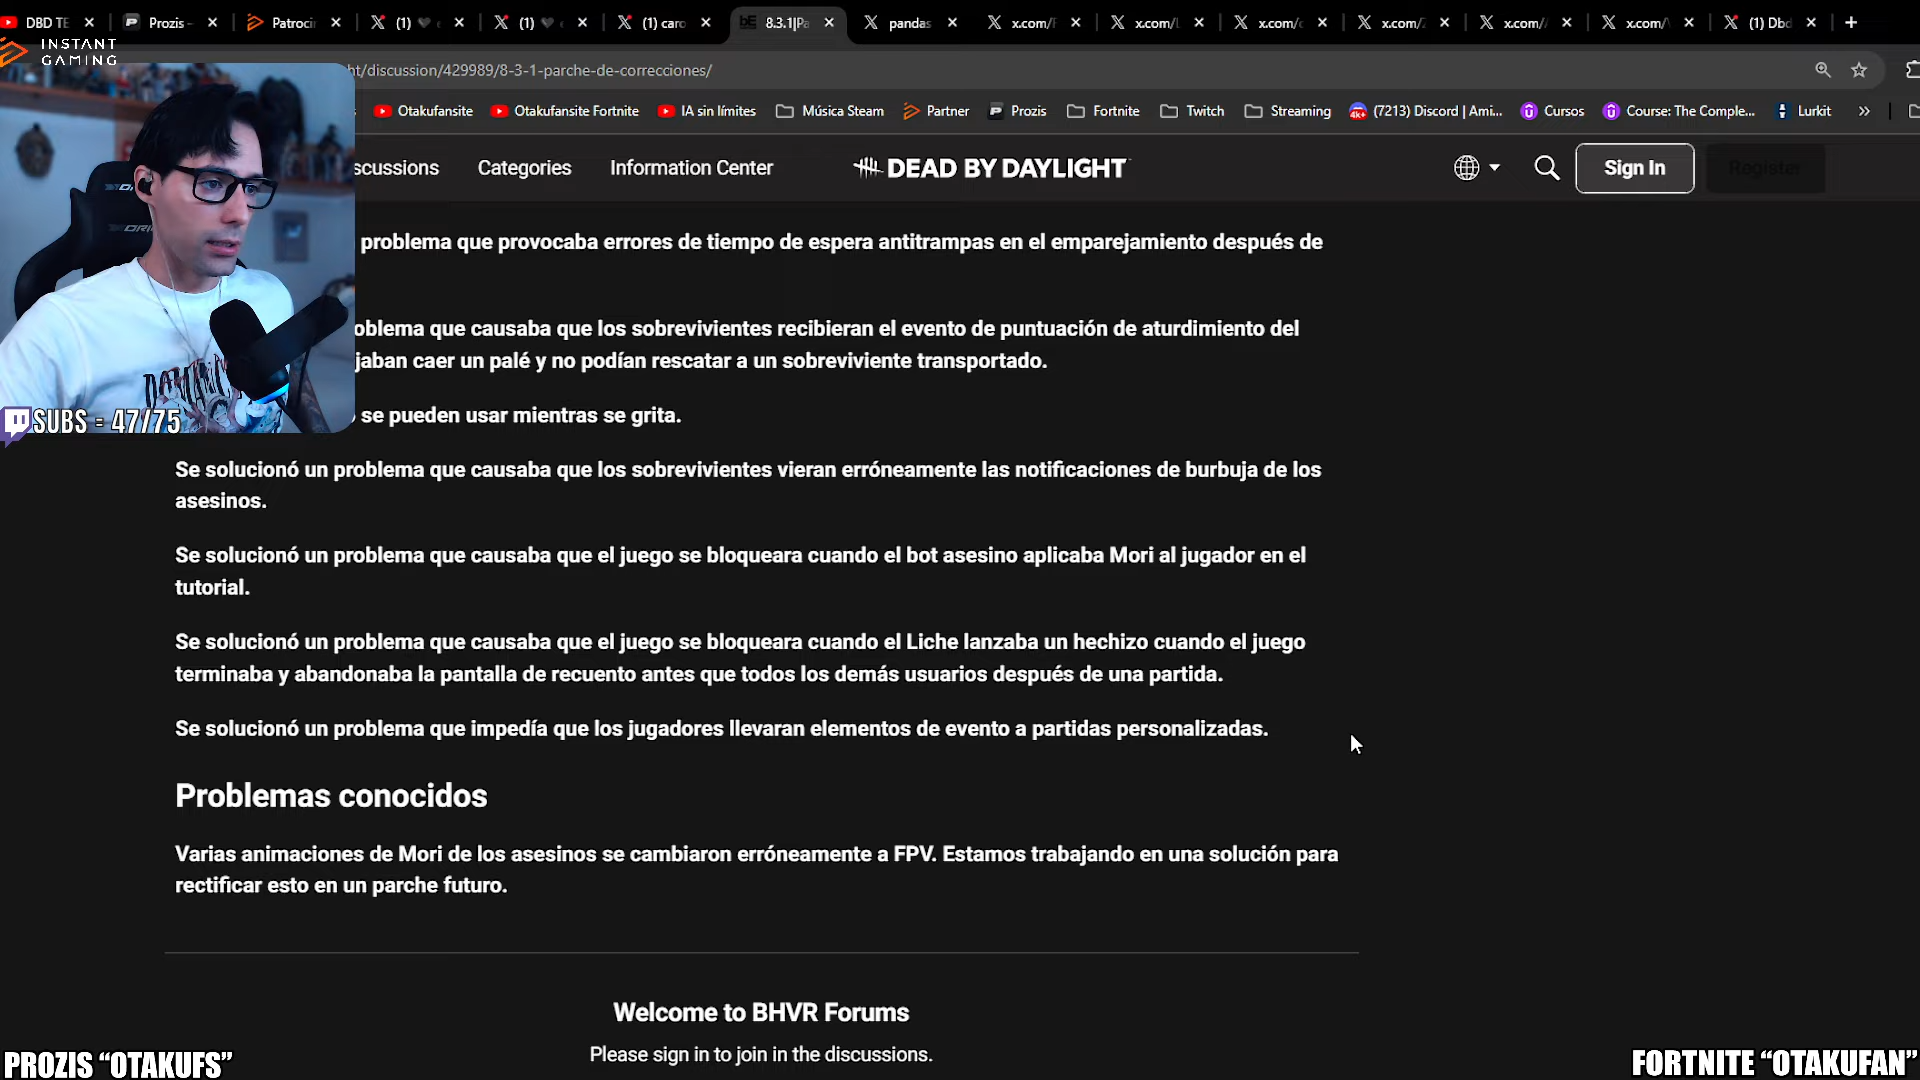 DBD TE
Prozis -
Patrocir
(1)
(1)
(1) caro
8.3.1|Pa
pandas
x.com/F
x.com/
x.com/
x.com/
x.com/
x.com/
(1) Dbd
INSTANT
GAMING
ht/discussion/429989/8-3-1-parche-de-correcciones/
Otakufansite
Otakufansite Fortnite
IA sin límites
Música Steam
Partner
Prozis
Fortnite
Twitch
Streaming
(7213) Discord | Ami...
Cursos
Course: The Comple...
Lurkit
scussions
Categories
Information Center
DEAD BY DAYLIGHT
Sign In
Register
problema que provocaba errores de tiempo de espera antitrampas en el emparejamiento después de
oblema que causaba que los sobrevivientes recibieran el evento de puntuación de aturdimiento del
jaban caer un palé y no podían rescatar a un sobreviviente transportado.
se pueden usar mientras se grita.
SUBS = 47/75
Se solucionó un problema que causaba que los sobrevivientes vieran erróneamente las notificaciones de burbuja de los
asesinos.
Se solucionó un problema que causaba que el juego se bloqueara cuando el bot asesino aplicaba Mori al jugador en el
tutorial.
Se solucionó un problema que causaba que el juego se bloqueara cuando el Liche lanzaba un hechizo cuando el juego
terminaba y abandonaba la pantalla de recuento antes que todos los demás usuarios después de una partida.
Se solucionó un problema que impedía que los jugadores llevaran elementos de evento a partidas personalizadas.
Problemas conocidos
Varias animaciones de Mori de los asesinos se cambiaron erróneamente a FPV. Estamos trabajando en una solución para
rectificar esto en un parche futuro.
Welcome to BHVR Forums
Please sign in to join in the discussions.
PROZIS “OTAKUFS”
FORTNITE “OTAKUFAN”